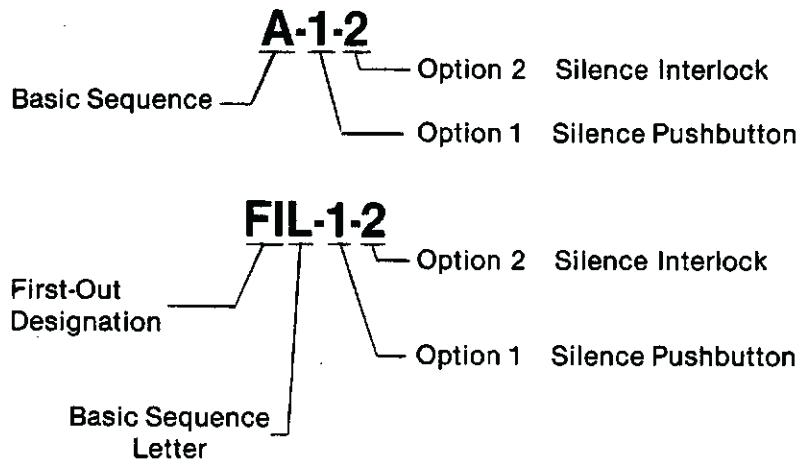 A-1-2
Option 2 Silence Interlock
Basic Sequence
Option 1 Silence Pushbutton
FIL-1-2
Option 2 Silence Interlock
First-Out
Designation
Option 1 Silence Pushbutton
Basic Sequence
Letter